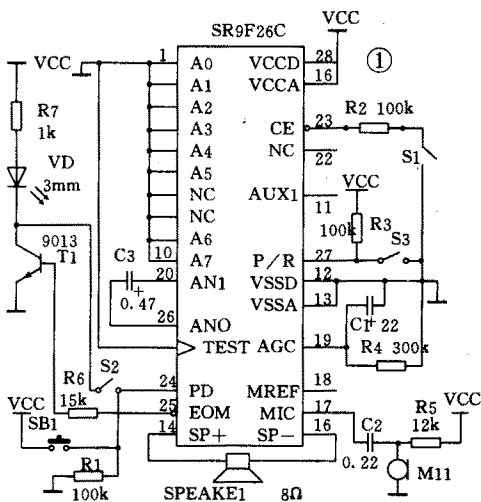 SR9F26C
①
VCC
VCC
1 A0
A1
A2
A3
A4
A5
NC
NC
A6
10 A7
20 AN1
26 ANO
TEST
24 PD
25 EOM
14 SP+
VCCD 28
VCCA 16
CE 23
NC 22
AUX1 11
P/R 27
VSSD 12
VSSA 13
AGC 19
MREF 18
MIC 17
SP- 16
R7
1k
VD
3mm
9013
T1
C3
+
0.47
R6
15k
S2
VCC
SB1
R1
100k
R2 100k
S1
VCC
R3
100k
S3
C1 + 22
R4 300k
C2
0.22
R5
12k
VCC
M11
SPEAKE1 8Ω